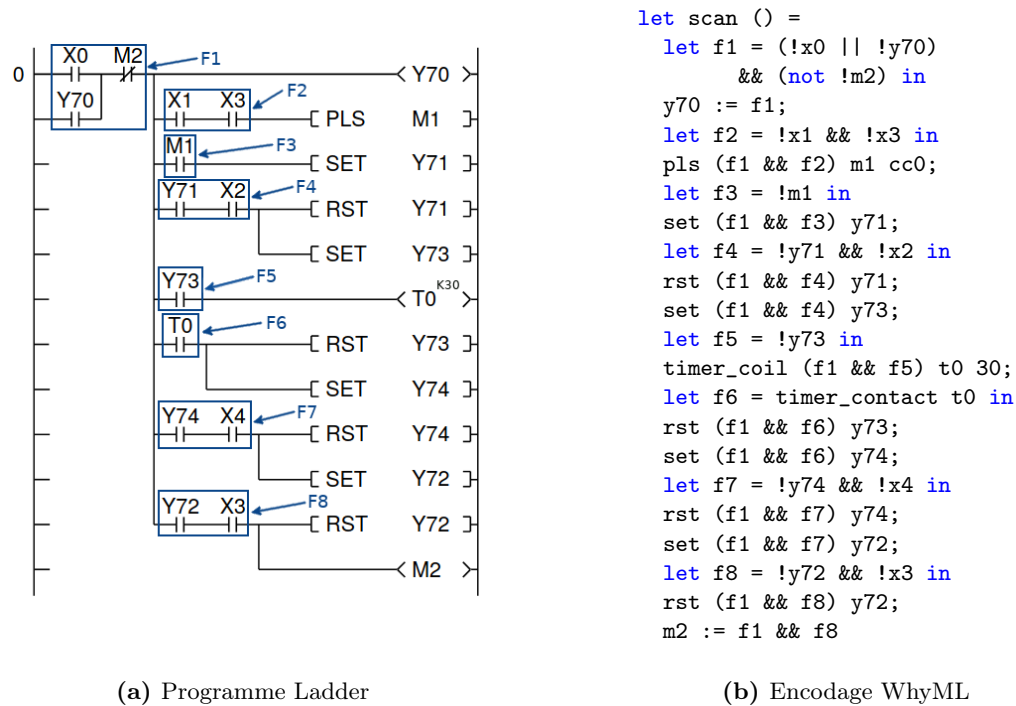 X0 M2 F1
0 Y70
Y70 X1 X3 F2
PLS M1
M1 F3
SET Y71
Y71 X2 F4
RST Y71
SET Y73
Y73 F5
T0 K30
T0 F6
RST Y73
SET Y74
Y74 X4 F7
RST Y74
SET Y72
Y72 X3 F8
RST Y72
M2
(a) Programme Ladder
let scan () =
let f1 = (!x0 || !y70)
&& (not !m2) in
y70 := f1;
let f2 = !x1 && !x3 in
pls (f1 && f2) m1 cc0;
let f3 = !m1 in
set (f1 && f3) y71;
let f4 = !y71 && !x2 in
rst (f1 && f4) y71;
set (f1 && f4) y73;
let f5 = !y73 in
timer_coil (f1 && f5) t0 30;
let f6 = timer_contact t0 in
rst (f1 && f6) y73;
set (f1 && f6) y74;
let f7 = !y74 && !x4 in
rst (f1 && f7) y74;
set (f1 && f7) y72;
let f8 = !y72 && !x3 in
rst (f1 && f8) y72;
m2 := f1 && f8
(b) Encodage WhyML